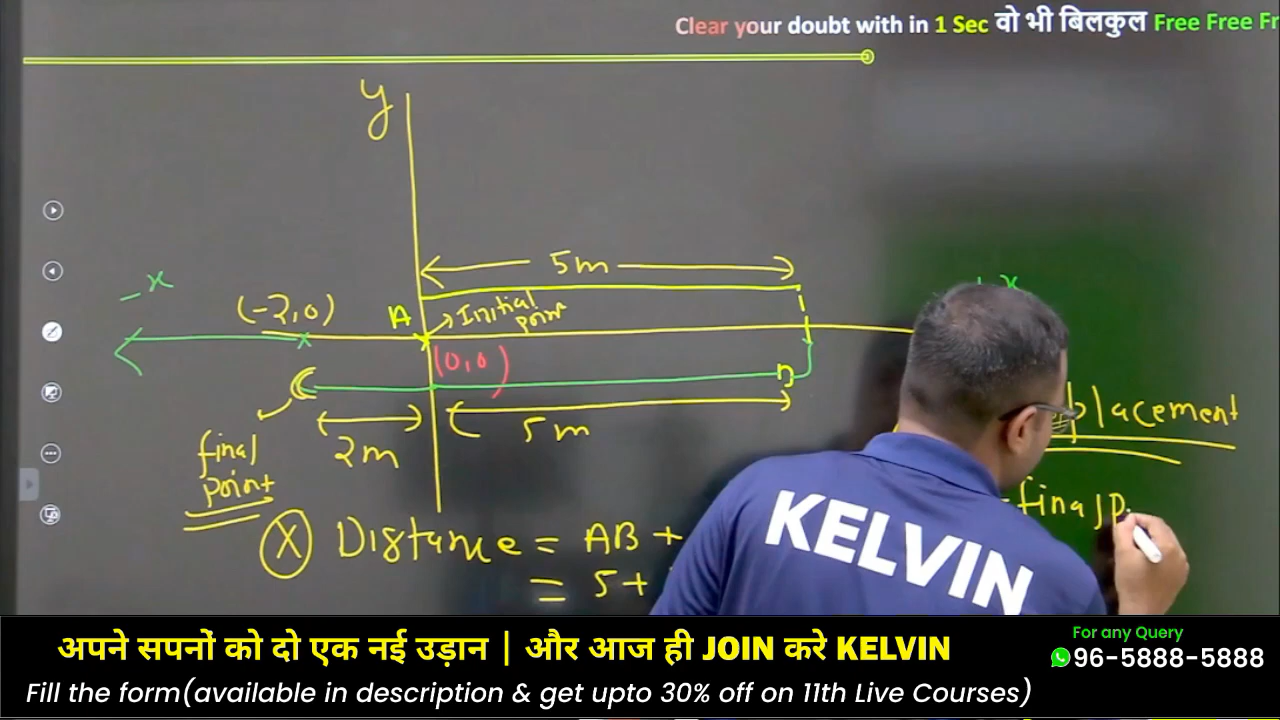 Clear your doubt with in 1 Sec वो भी बिलकुल Free Free Fr
y
5m
-x
+x
(-2,0)
A
Initial
point
(0,0)
B
2m
5m
final
point
placement
final P
X Distance = AB +
= 5+
KELVIN
अपने सपनों को दो एक नई उड़ान | और आज ही JOIN करे KELVIN
For any Query
96-5888-5888
Fill the form(available in description & get upto 30% off on 11th Live Courses)